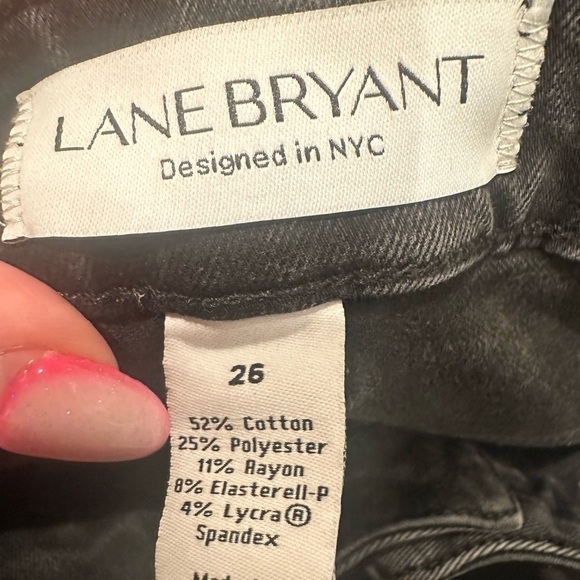 LANE BRYANT
Designed in NYC
26
52% Cotton
25% Polyester
11% Rayon
8% Elasterell-P
4% Lycra®
Spandex